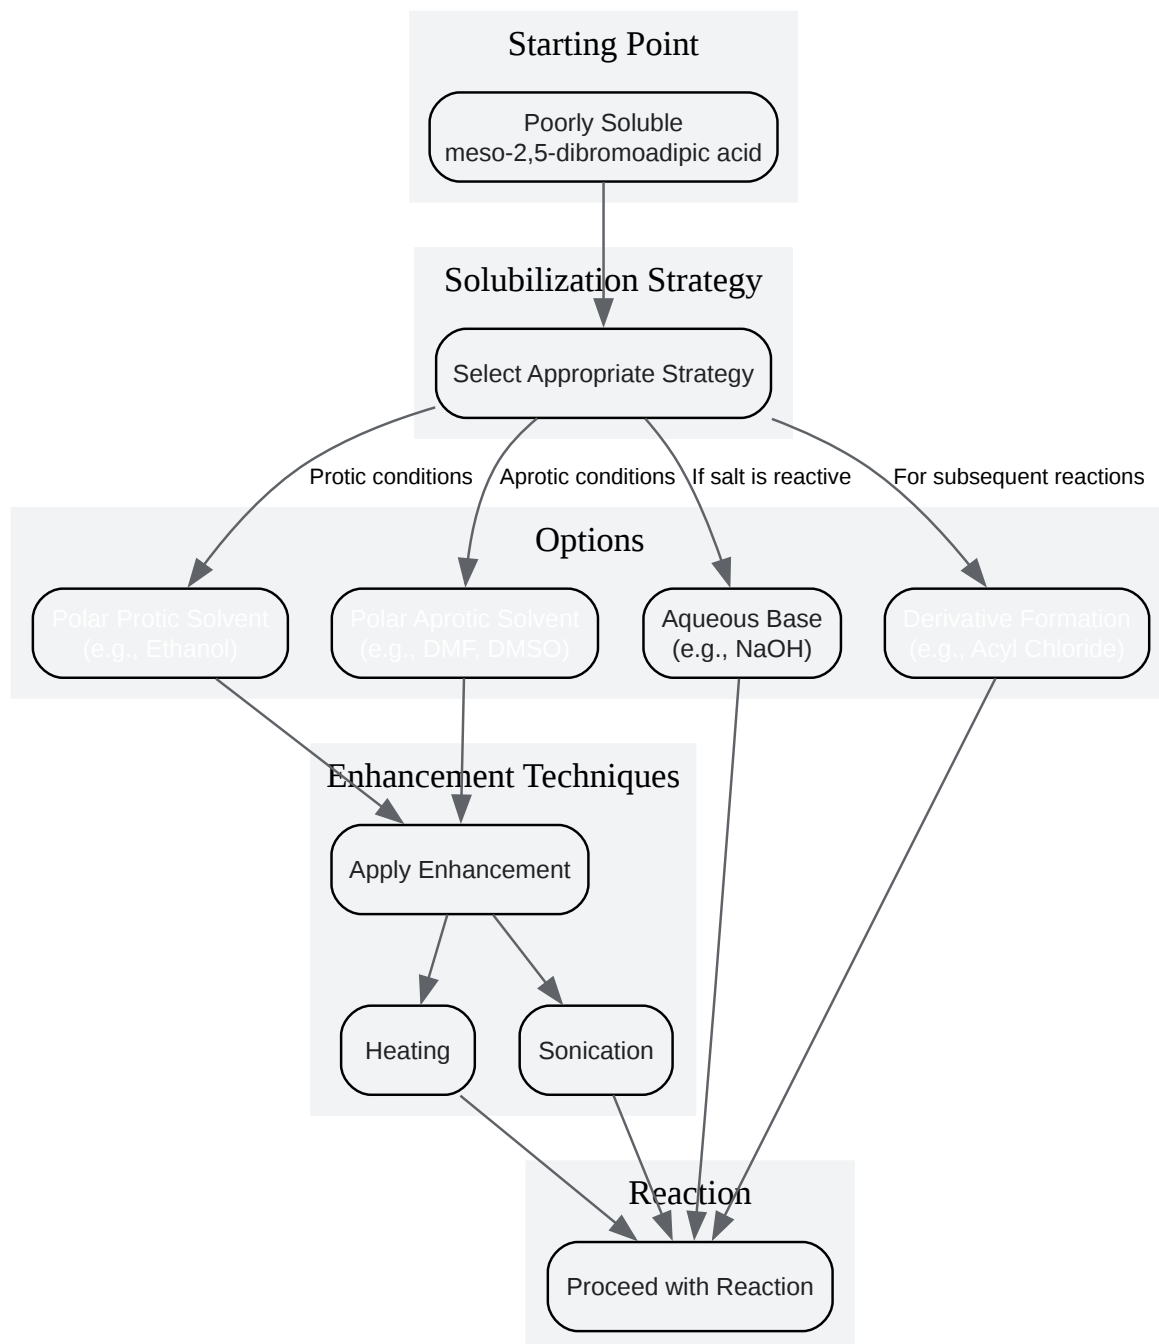 Starting Point
Poorly Soluble
meso-2,5-dibromoadipic acid
Solubilization Strategy
Select Appropriate Strategy
Protic conditions
Aprotic conditions
If salt is reactive
For subsequent reactions
Options
Polar Protic Solvent
(e.g., Ethanol)
Polar Aprotic Solvent
(e.g., DMF, DMSO)
Aqueous Base
(e.g., NaOH)
Derivative Formation
(e.g., Acyl Chloride)
Enhancement Techniques
Apply Enhancement
Heating
Sonication
Reaction
Proceed with Reaction